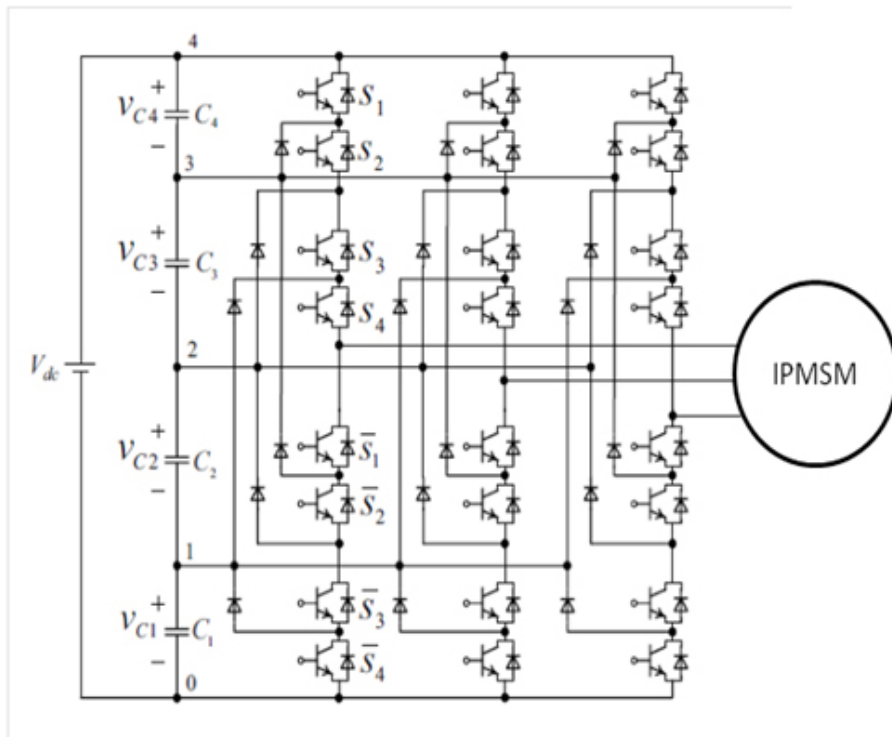 4
+
v_C4
C_4
−
S_1
S_2
3
+
v_C3
C_3
−
S_3
S_4
2
V_dc
IPMSM
+
v_C2
C_2
−
S̅_1
S̅_2
1
+
v_C1
C_1
−
S̅_3
S̅_4
0